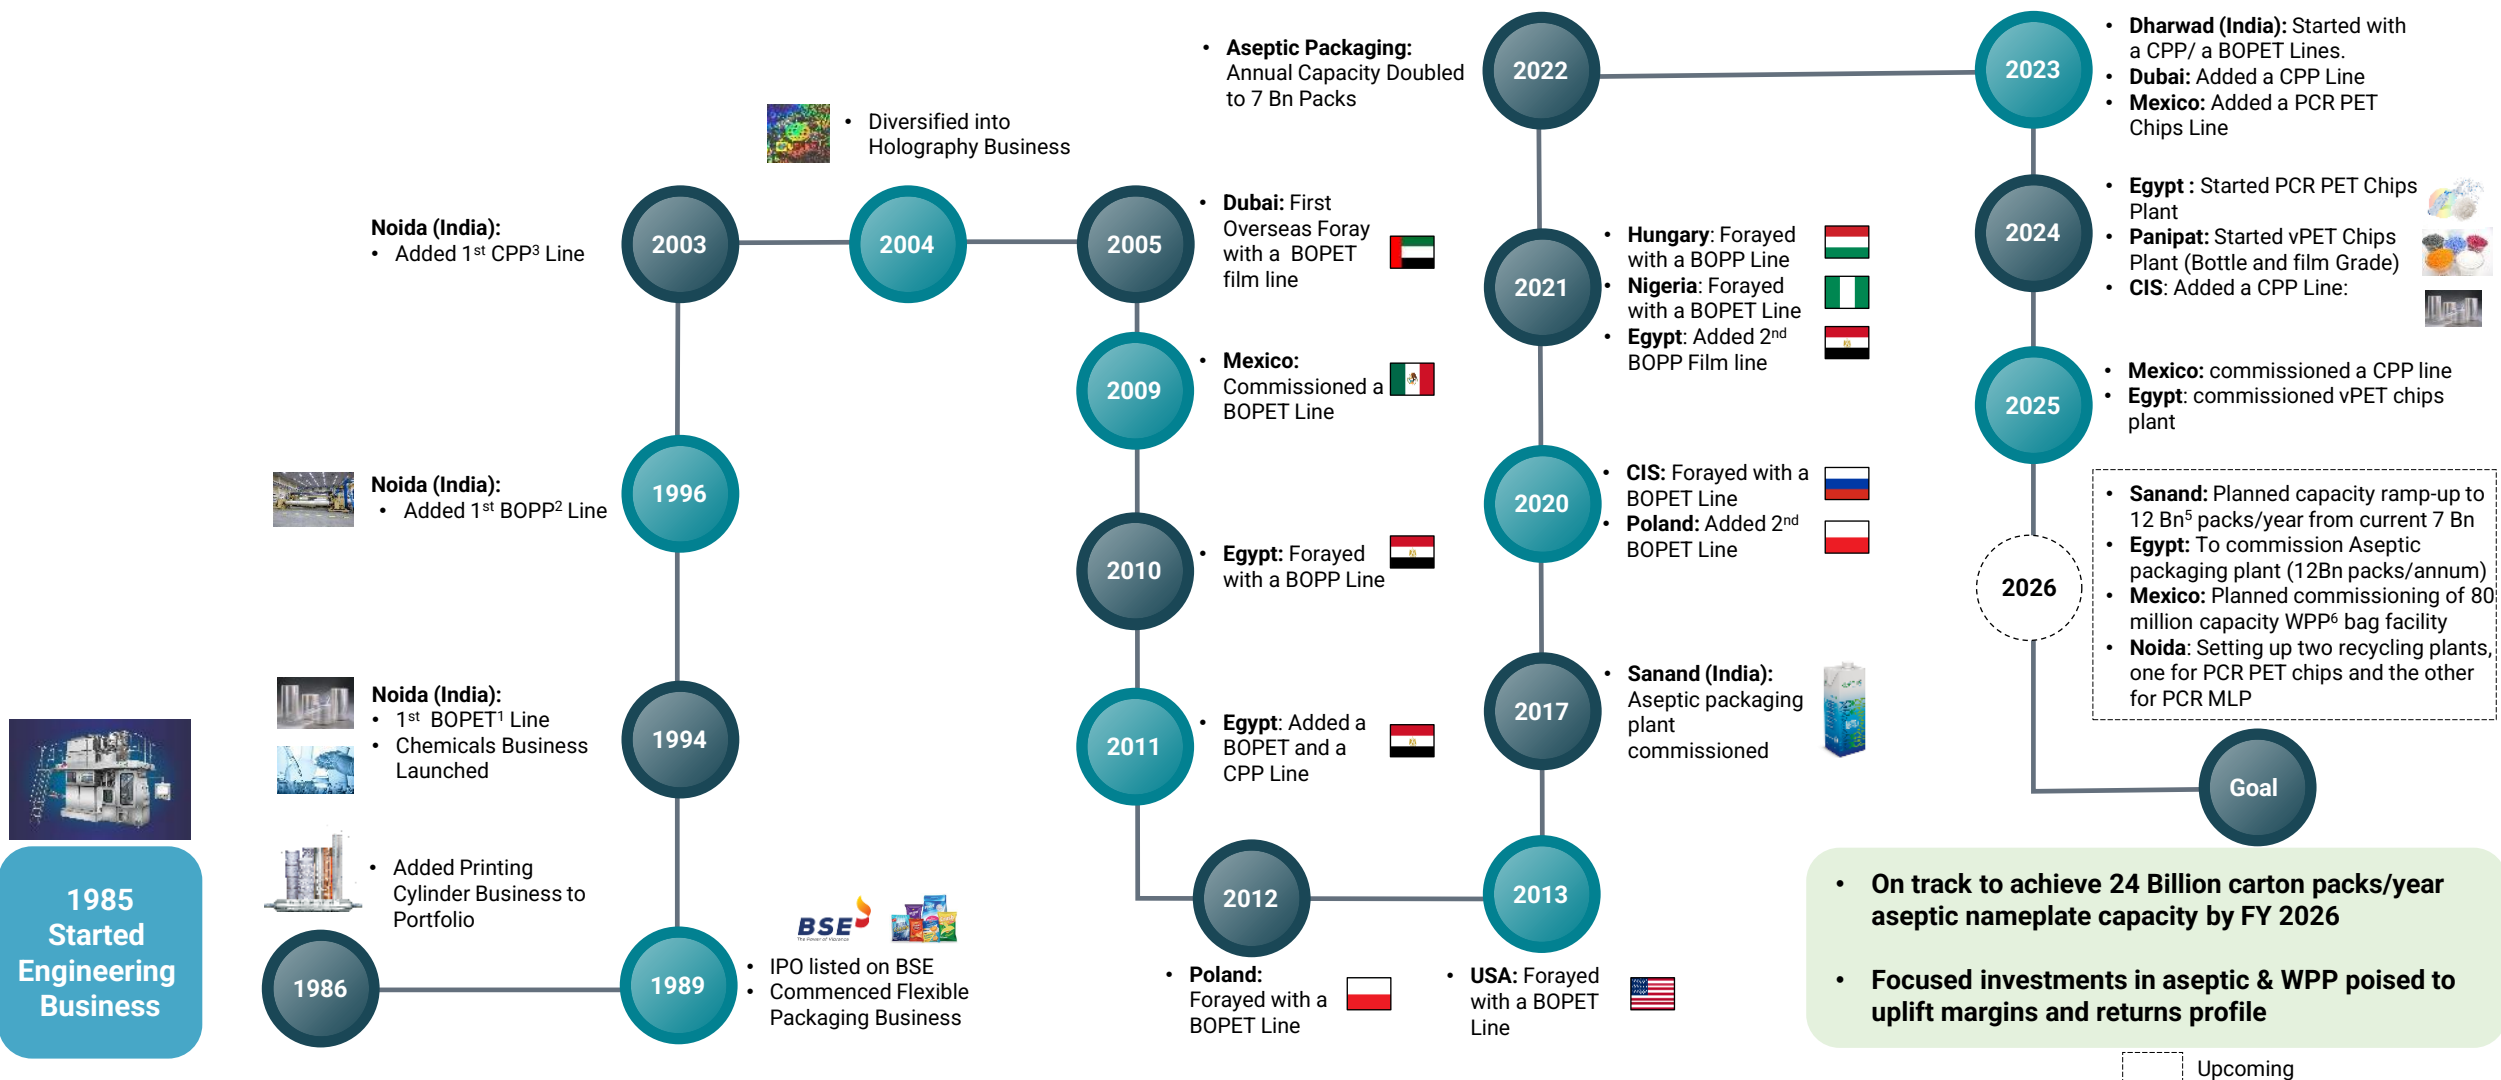 1985
Started
Engineering
Business
1986
• Added Printing
Cylinder Business to
Portfolio
1989
BSE
The Power of Vibrance
• IPO listed on BSE
• Commenced Flexible
Packaging Business
1994
Noida (India):
• 1st BOPET1 Line
• Chemicals Business
Launched
1996
Noida (India):
• Added 1st BOPP2 Line
2003
Noida (India):
• Added 1st CPP3 Line
2004
• Diversified into
Holography Business
2005
• Dubai: First
Overseas Foray
with a BOPET
film line
2009
• Mexico:
Commissioned a
BOPET Line
2010
• Egypt: Forayed
with a BOPP Line
2011
• Egypt: Added a
BOPET and a
CPP Line
2012
• Poland:
Forayed with a
BOPET Line
2013
• USA: Forayed
with a BOPET
Line
2017
• Sanand (India):
Aseptic packaging
plant
commissioned
2020
• CIS: Forayed with a
BOPET Line
• Poland: Added 2nd
BOPET Line
2021
• Hungary: Forayed
with a BOPP Line
• Nigeria: Forayed
with a BOPET Line
• Egypt: Added 2nd
BOPP Film line
2022
• Aseptic Packaging:
Annual Capacity Doubled
to 7 Bn Packs
2023
• Dharwad (India): Started with
a CPP/ a BOPET Lines.
• Dubai: Added a CPP Line
• Mexico: Added a PCR PET
Chips Line
2024
• Egypt : Started PCR PET Chips
Plant
• Panipat: Started vPET Chips
Plant (Bottle and film Grade)
• CIS: Added a CPP Line:
2025
• Mexico: commissioned a CPP line
• Egypt: commissioned vPET chips
plant
2026
• Sanand: Planned capacity ramp-up to
12 Bn5 packs/year from current 7 Bn
• Egypt: To commission Aseptic
packaging plant (12Bn packs/annum)
• Mexico: Planned commissioning of 80
million capacity WPP6 bag facility
• Noida: Setting up two recycling plants,
one for PCR PET chips and the other
for PCR MLP
Goal
• On track to achieve 24 Billion carton packs/year
aseptic nameplate capacity by FY 2026
• Focused investments in aseptic & WPP poised to
uplift margins and returns profile
Upcoming